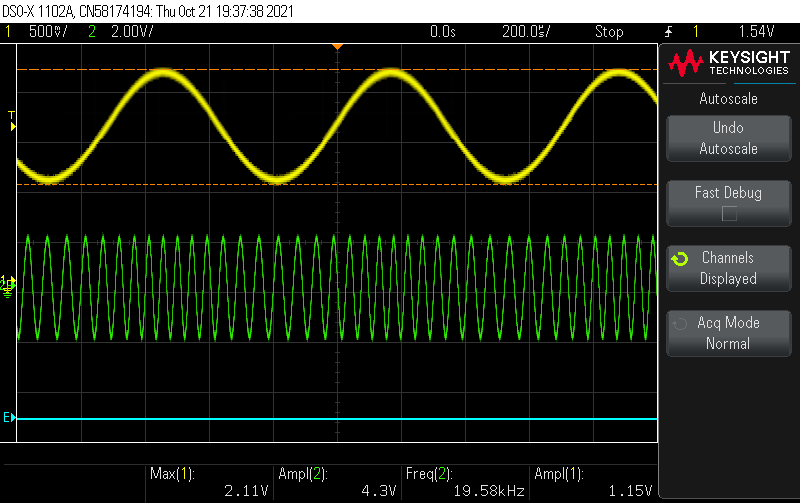 DSO-X 1102A, CN58174194: Thu Oct 21 19:37:38 2021
1 500mV/ 2 2.00V/ 0.0s 200.0us/ Stop 1 1.54V
KEYSIGHT
TECHNOLOGIES
Autoscale
Undo
Autoscale
Fast Debug
Channels
Displayed
Acq Mode
Normal
T
1
2
E
Max(1):
2.11V
Ampl(2):
4.3V
Freq(2):
19.58kHz
Ampl(1):
1.15V